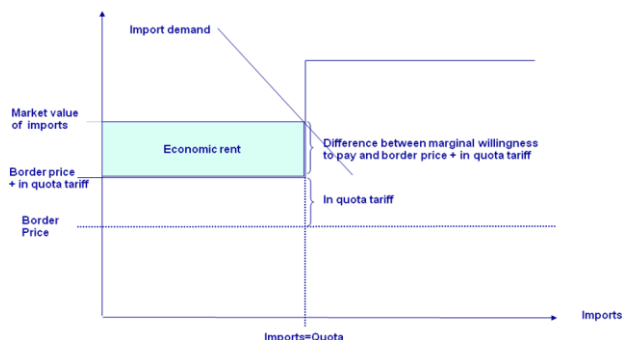 Import demand
Market value
of imports
Economic rent
Difference between marginal willingness
to pay and border price + in quota tariff
Border price
+ in quota tariff
In quota tariff
Border
Price
Imports
Imports=Quota